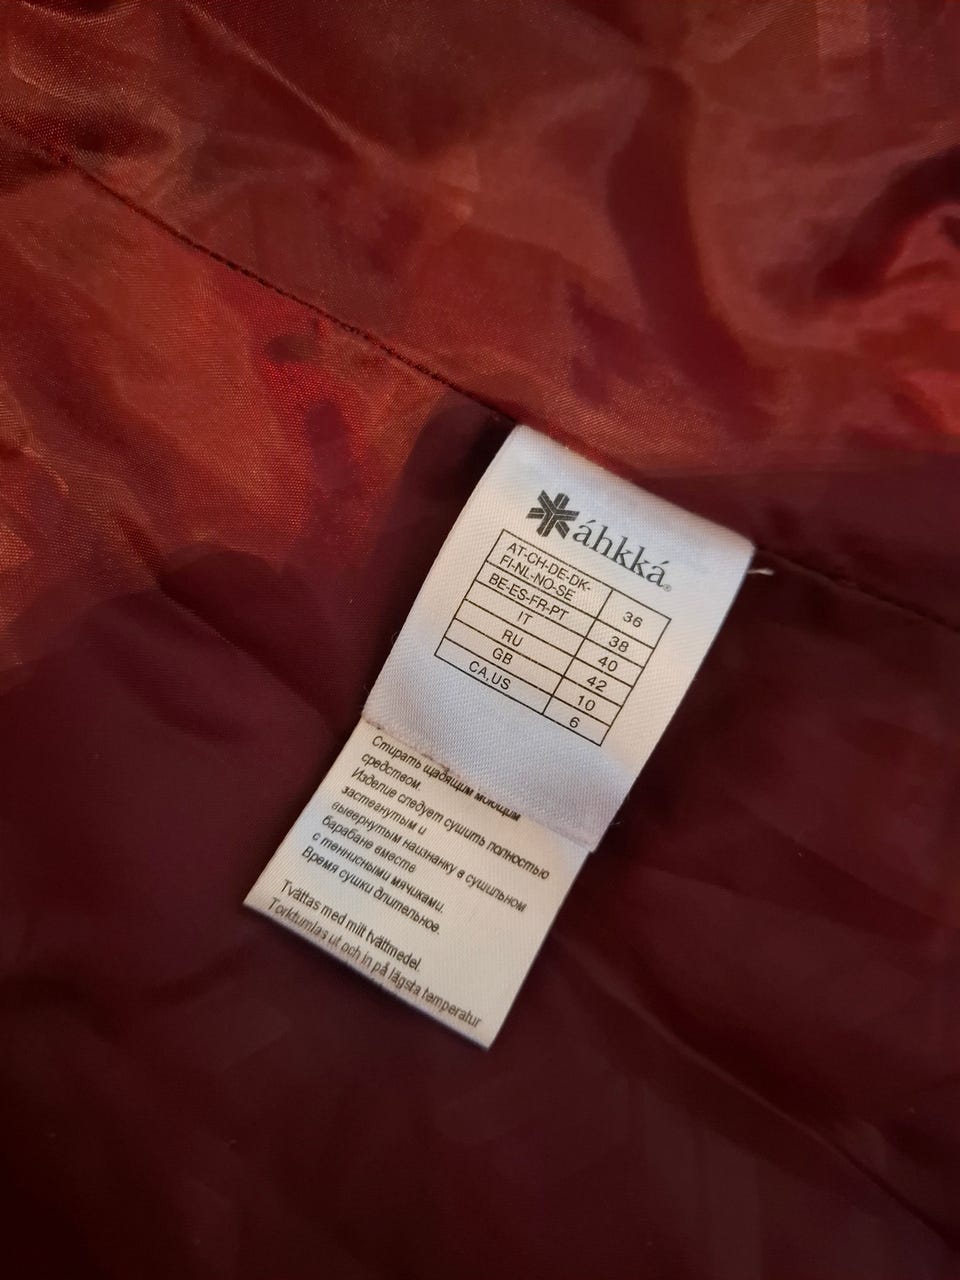 áhkká®
AT-CH-DE-DK-
FI-NL-NO-SE 36
BE-ES-FR-PT 38
IT 40
RU 42
GB 10
CA,US 6
Стирать щадящим моющим
средством.
Изделие следует сушить полностью
застегнутым и
вывернутым наизнанку в сушильном
барабане вместе
с теннисными мячиками.
Время сушки длительное.
Tvättas med milt tvättmedel.
Torktumlas ut och in på lägsta temperatur